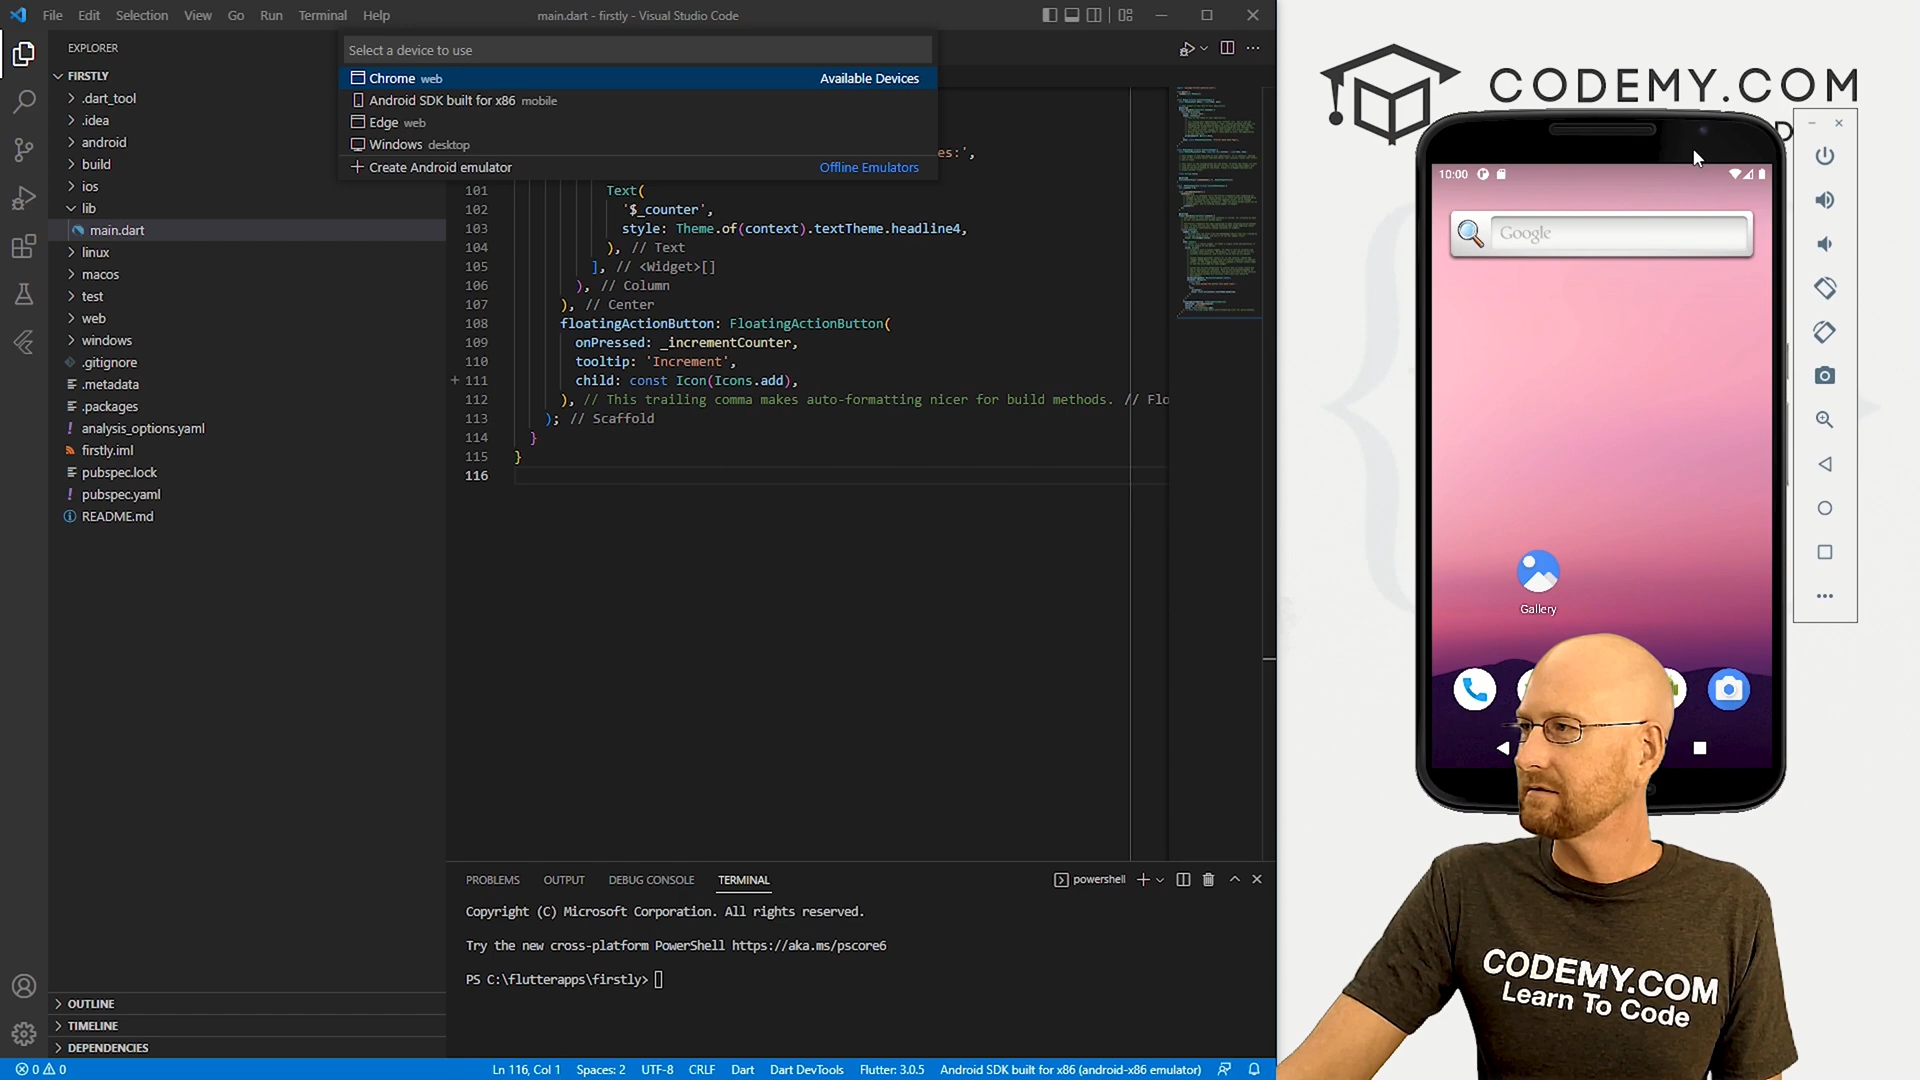 File Edit Selection View Go Run Terminal Help
main.dart - firstly - Visual Studio Code
EXPLORER
FIRSTLY
.dart_tool
.idea
android
build
ios
lib
main.dart
linux
macos
test
web
windows
.gitignore
.metadata
.packages
analysis_options.yaml
firstly.iml
pubspec.lock
pubspec.yaml
README.md
OUTLINE
TIMELINE
DEPENDENCIES
Select a device to use
Chrome web Available Devices
Android SDK built for x86 mobile
Edge web
Windows desktop
Create Android emulator Offline Emulators
es:',
101 Text(
102 '$_counter',
103 style: Theme.of(context).textTheme.headline4,
104 ), // Text
105 ], // <Widget>[]
106 ), // Column
107 ), // Center
108 floatingActionButton: FloatingActionButton(
109 onPressed: _incrementCounter,
110 tooltip: 'Increment',
111 child: const Icon(Icons.add),
112 ), // This trailing comma makes auto-formatting nicer for build methods. // Flo
113 ); // Scaffold
114 }
115 }
116
PROBLEMS OUTPUT DEBUG CONSOLE TERMINAL
powershell
Copyright (C) Microsoft Corporation. All rights reserved.
Try the new cross-platform PowerShell https://aka.ms/pscore6
PS C:\flutterapps\firstly>
0 0
Ln 116, Col 1 Spaces: 2 UTF-8 CRLF Dart Dart DevTools Flutter: 3.0.5 Android SDK built for x86 (android-x86 emulator)
CODEMY.COM
10:00
Google
Gallery
CODEMY.COM
Learn To Code